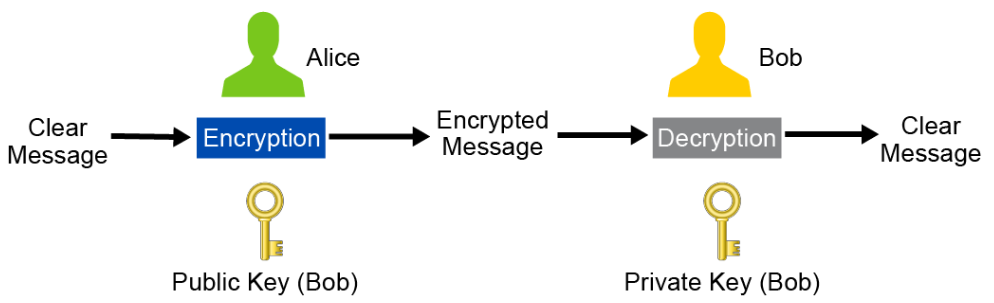 Alice
Bob
Clear
Message
Encryption
Encrypted
Message
Decryption
Clear
Message
Public Key (Bob)
Private Key (Bob)